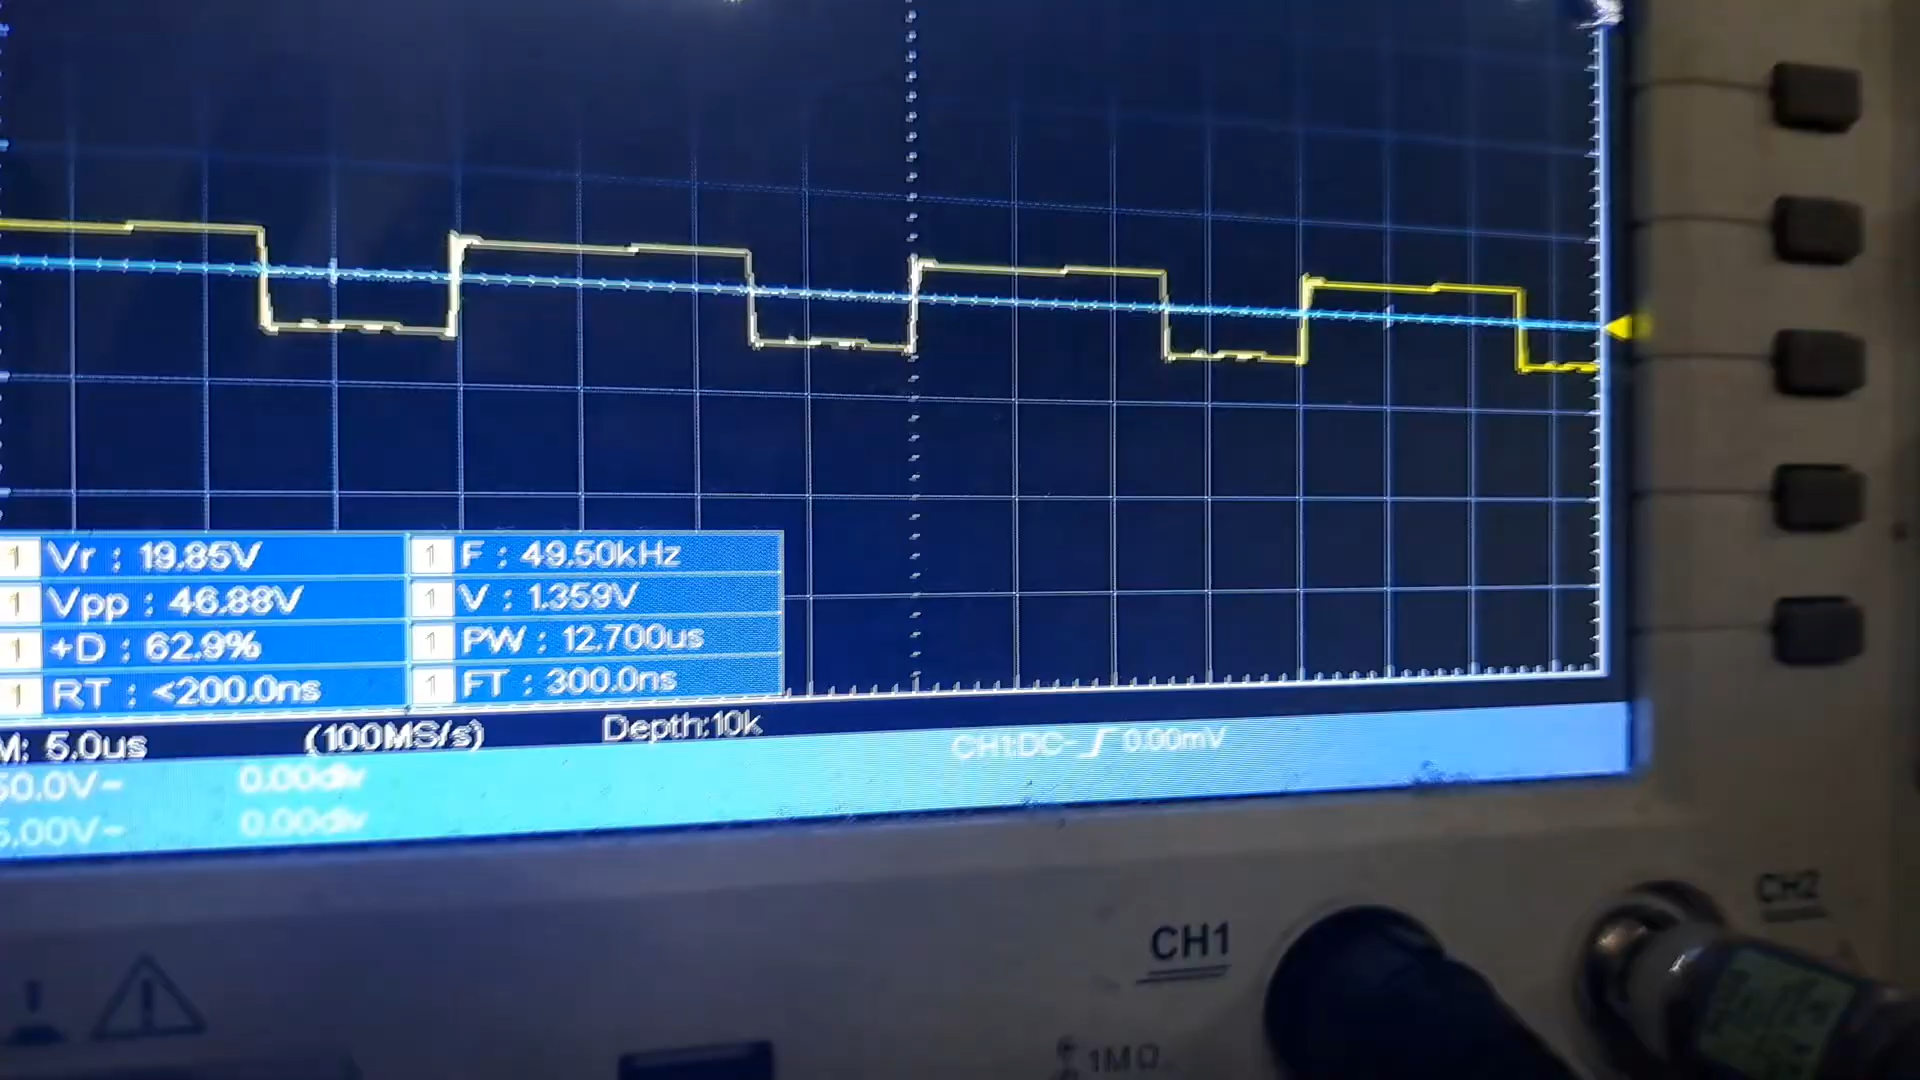 1 Vr : 19.85V 1 F : 49.50kHz
1 Vpp : 46.88V 1 V : 1.359V
1 +D : 62.9% 1 PW : 12.700us
1 RT : <200.0ns 1 FT : 300.0ns
M: 5.0us (100MS/s) Depth:10k
50.0V~ 0.00div CH1:DC- 0.00mV
5.00V~ 0.00div
CH1
CH2
1MΩ